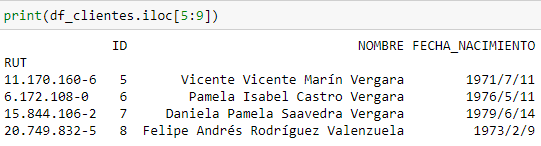 print(df_clientes.iloc[5:9])
ID NOMBRE FECHA_NACIMIENTO
RUT
11.170.160-6 5 Vicente Vicente Marín Vergara 1971/7/11
6.172.108-0 6 Pamela Isabel Castro Vergara 1976/5/11
15.844.106-2 7 Daniela Pamela Saavedra Vergara 1979/6/14
20.749.832-5 8 Felipe Andrés Rodríguez Valenzuela 1973/2/9